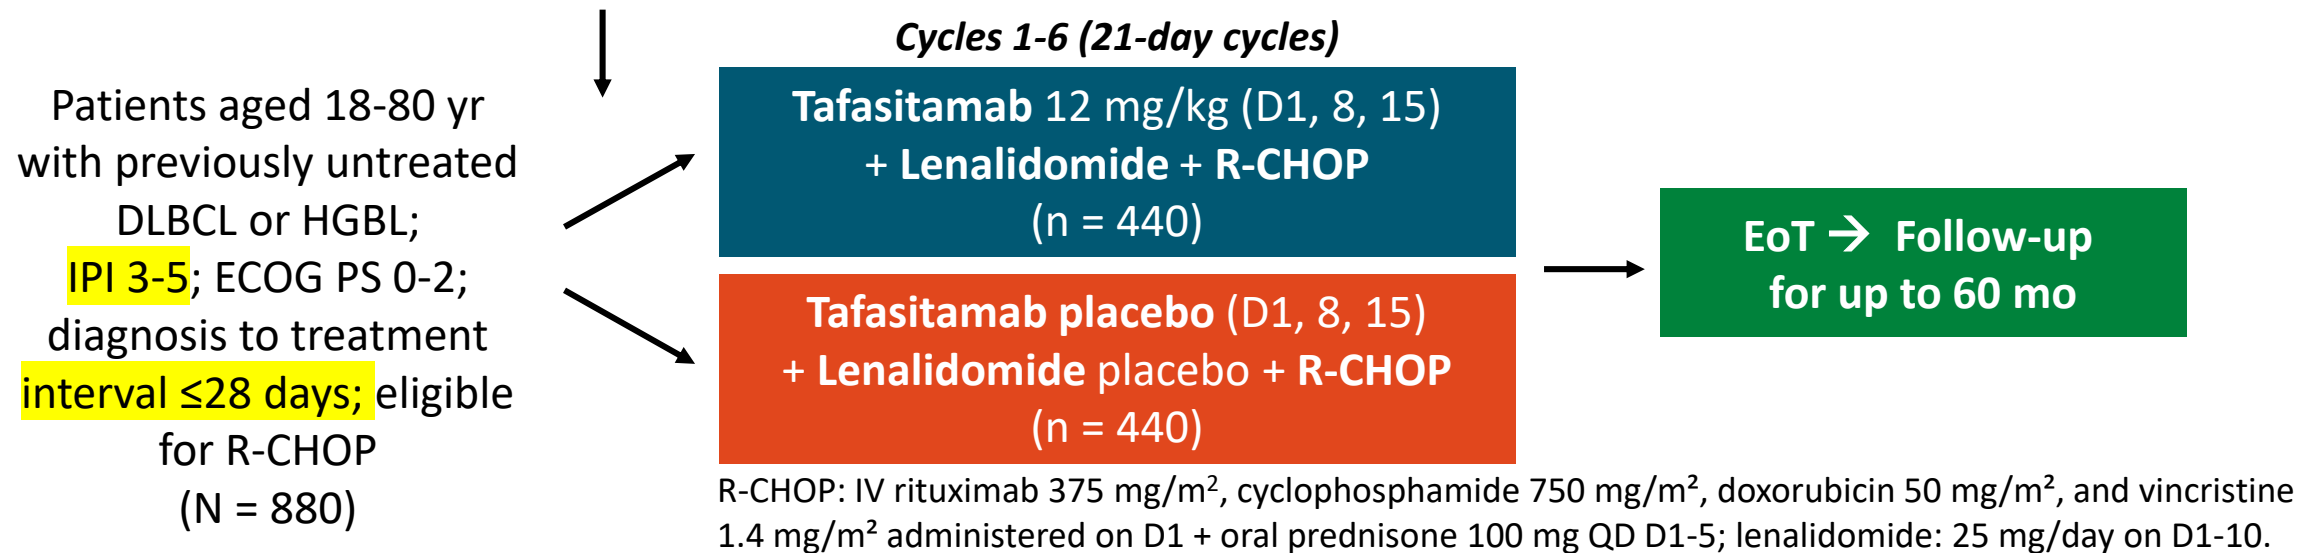 Patients aged 18-80 yr
with previously untreated
DLBCL or HGBL;
IPI 3-5; ECOG PS 0-2;
diagnosis to treatment
interval ≤28 days; eligible
for R-CHOP
(N = 880)
Cycles 1-6 (21-day cycles)
Tafasitamab 12 mg/kg (D1, 8, 15)
+ Lenalidomide + R-CHOP
(n = 440)
Tafasitamab placebo (D1, 8, 15)
+ Lenalidomide placebo + R-CHOP
(n = 440)
EoT → Follow-up
for up to 60 mo
R-CHOP: IV rituximab 375 mg/m², cyclophosphamide 750 mg/m², doxorubicin 50 mg/m², and vincristine
1.4 mg/m² administered on D1 + oral prednisone 100 mg QD D1-5; lenalidomide: 25 mg/day on D1-10.